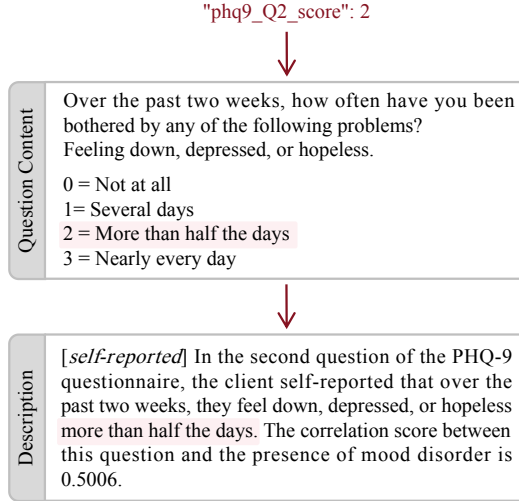 "phq9_Q2_score": 2
Question Content
Over the past two weeks, how often have you been
bothered by any of the following problems?
Feeling down, depressed, or hopeless.
0 = Not at all
1= Several days
2 = More than half the days
3 = Nearly every day
Description
[self-reported] In the second question of the PHQ-9
questionnaire, the client self-reported that over the
past two weeks, they feel down, depressed, or hopeless
more than half the days. The correlation score between
this question and the presence of mood disorder is
0.5006.